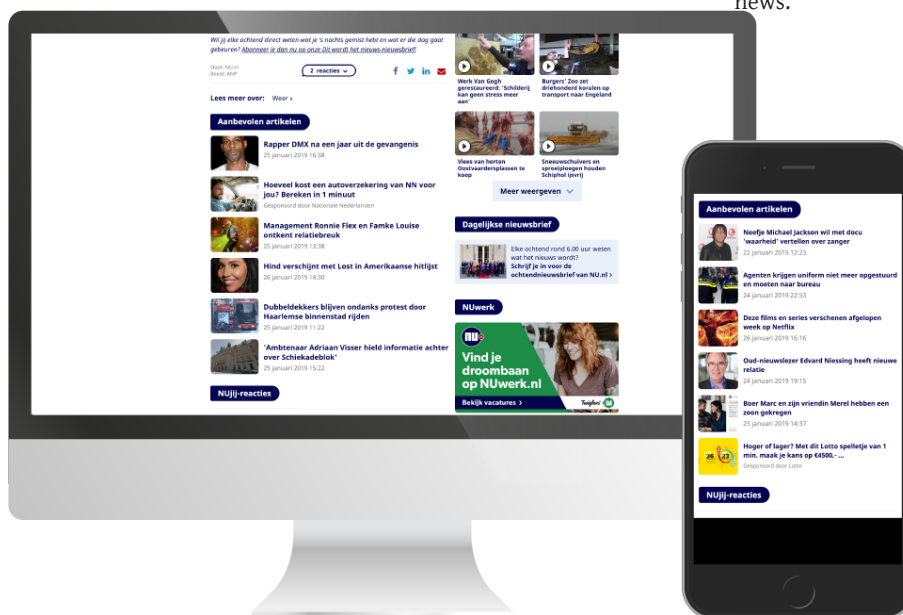 news.
Wil jij elke ochtend direct weten wat je 's nachts gemist hebt en wat er die dag gaat
gebeuren? Abonneer je dan nu op onze Dit wordt het nieuws-nieuwsbrief!
Door: NU.nl
Beeld: ANP
2 reacties
Lees meer over: Weer ›
Aanbevolen artikelen
Rapper DMX na een jaar uit de gevangenis
25 januari 2019 16:38
Hoeveel kost een autoverzekering van NN voor
jou? Bereken in 1 minuut
Gesponsord door Nationale Nederlanden
Management Ronnie Flex en Famke Louise
ontkent relatiebreuk
25 januari 2019 13:38
Hind verschijnt met Lost in Amerikaanse hitlijst
26 januari 2019 14:30
Dubbeldekkers blijven ondanks protest door
Haarlemse binnenstad rijden
25 januari 2019 11:22
'Ambtenaar Adriaan Visser hield informatie achter
over Schiekadeblok'
25 januari 2019 15:22
NUjij-reacties
Werk Van Gogh
gerestaureerd: 'Schilderij
kan geen stress meer
aan'
Burgers' Zoo zet
driehonderd koralen op
transport naar Engeland
Vlees van herten
Oostvaardersplassen te
koop
Sneeuwschuivers en
sproeiploegen houden
Schiphol ijsvrij
Meer weergeven
Dagelijkse nieuwsbrief
Elke ochtend rond 6.00 uur weten
wat het nieuws wordt?
Schrijf je in voor de
ochtendnieuwsbrief van NU.nl ›
NUwerk
NU
Vind je
droombaan
op NUwerk.nl
Bekijk vacatures ›
Aanbevolen artikelen
Neefje Michael Jackson wil met docu
'waarheid' vertellen over zanger
22 januari 2019 12:23
Agenten krijgen uniform niet meer opgestuurd
en moeten naar bureau
24 januari 2019 22:53
Deze films en series verschenen afgelopen
week op Netflix
26 januari 2019 16:16
Oud-nieuwslezer Edvard Niessing heeft nieuwe
relatie
24 januari 2019 19:15
Boer Marc en zijn vriendin Merel hebben een
zoon gekregen
25 januari 2019 14:37
Hoger of lager? Met dit Lotto spelletje van 1
min. maak je kans op €4500,- ...
Gesponsord door Lotto
26 23
NUjij-reacties